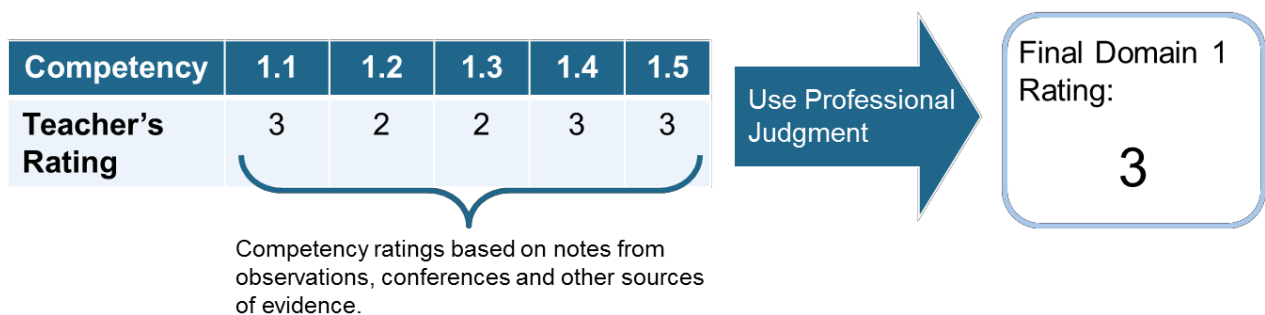 Competency 1.1 1.2 1.3 1.4 1.5
Teacher's 3 2 2 3 3
Rating
Competency ratings based on notes from
observations, conferences and other sources
of evidence.
Use Professional
Judgment
Final Domain 1
Rating:
3